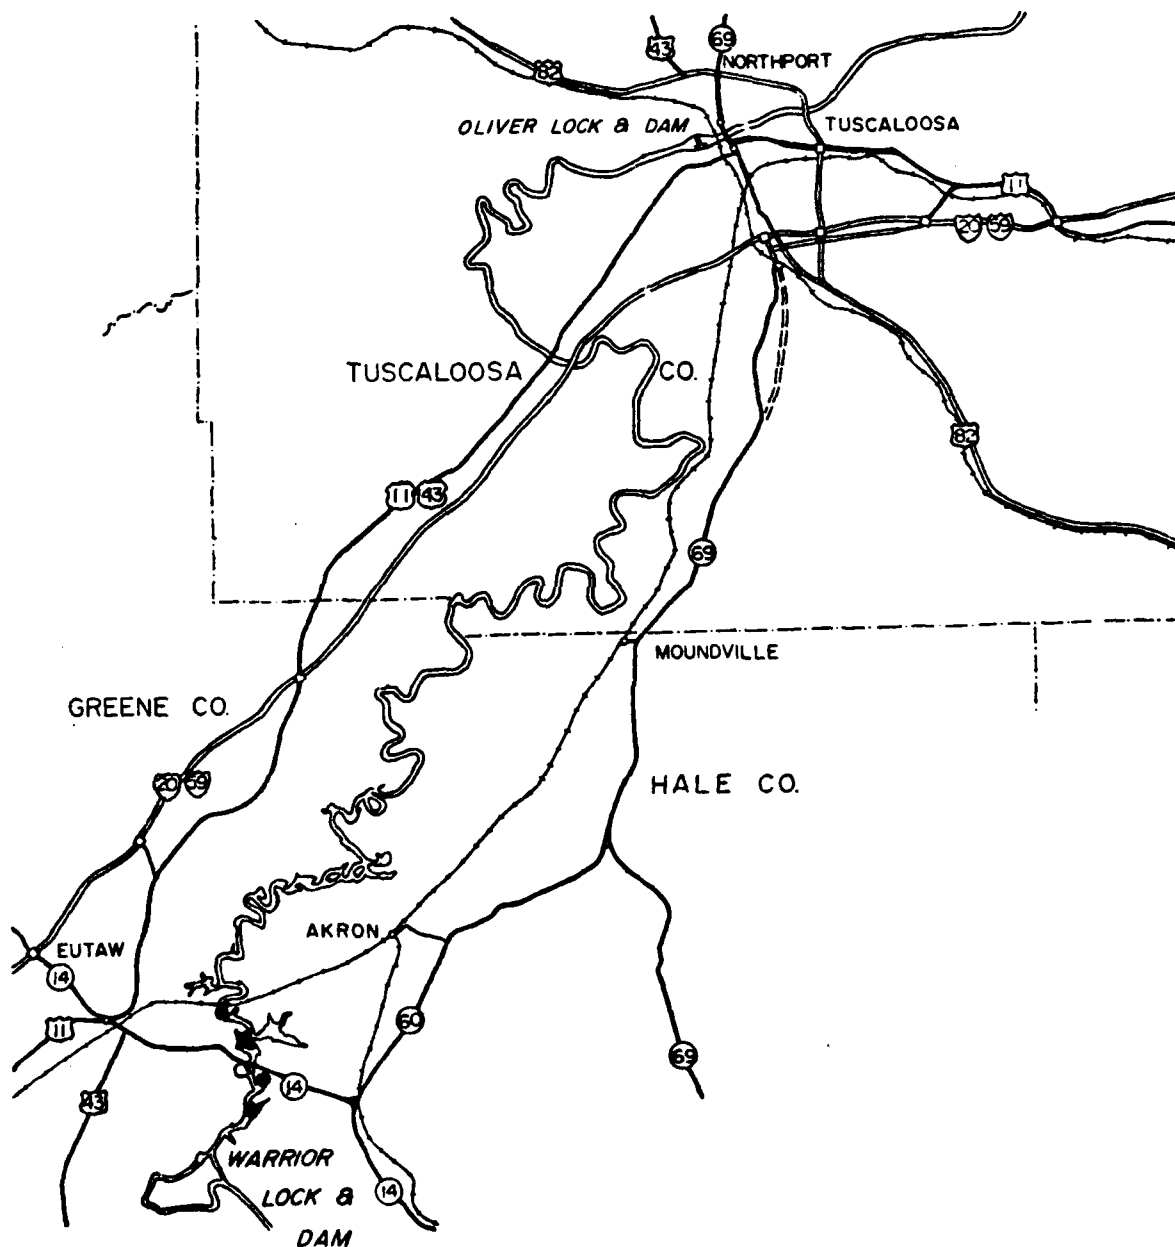 69
43
NORTHPORT
82
OLIVER LOCK & DAM
TUSCALOOSA
11
20 59
TUSCALOOSA CO.
82
11 43
69
MOUNDVILLE
GREENE CO.
20 59
HALE CO.
AKRON
EUTAW
14
60
11
69
14
43
WARRIOR
LOCK &
DAM
14